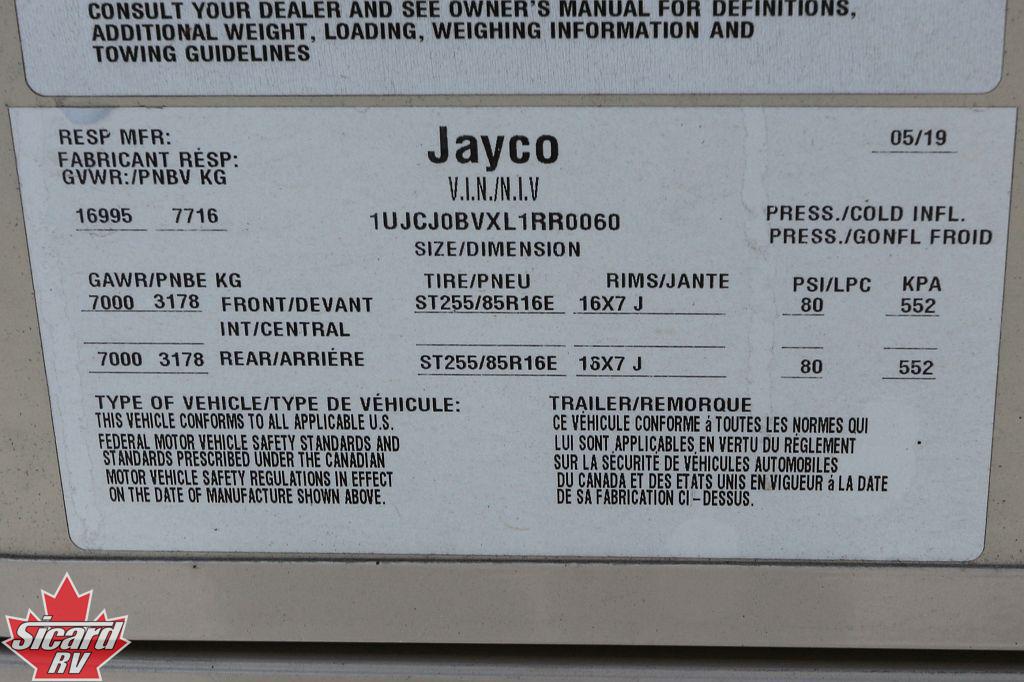 CONSULT YOUR DEALER AND SEE OWNER'S MANUAL FOR DEFINITIONS,
ADDITIONAL WEIGHT, LOADING, WEIGHING INFORMATION AND
TOWING GUIDELINES
RESP MFR:
FABRICANT RÉSP:
GVWR:/PNBV KG
16995 7716
Jayco
V.I.N./N.I.V
1UJCJ0BVXL1RR0060
SIZE/DIMENSION
05/19
PRESS./COLD INFL.
PRESS./GONFL FROID
GAWR/PNBE KG TIRE/PNEU RIMS/JANTE PSI/LPC KPA
7000 3178 FRONT/DEVANT ST255/85R16E 16X7 J 80 552
INT/CENTRAL
7000 3178 REAR/ARRIÈRE ST255/85R16E 16X7 J 80 552
TYPE OF VEHICLE/TYPE DE VÉHICULE: TRAILER/REMORQUE
THIS VEHICLE CONFORMS TO ALL APPLICABLE U.S.
FEDERAL MOTOR VEHICLE SAFETY STANDARDS AND
STANDARDS PRESCRIBED UNDER THE CANADIAN
MOTOR VEHICLE SAFETY REGULATIONS IN EFFECT
ON THE DATE OF MANUFACTURE SHOWN ABOVE.
CE VÉHICULE CONFORME á TOUTES LES NORMES QUI
LUI SONT APPLICABLES EN VERTU DU RÉGLEMENT
SUR LA SÉCURITÉ DE VÉHICULES AUTOMOBILES
DU CANADA ET DES ETATS UNIS EN VIGUEUR á LA DATE
DE SA FABRICATION CI-DESSUS.
Sicard
RV